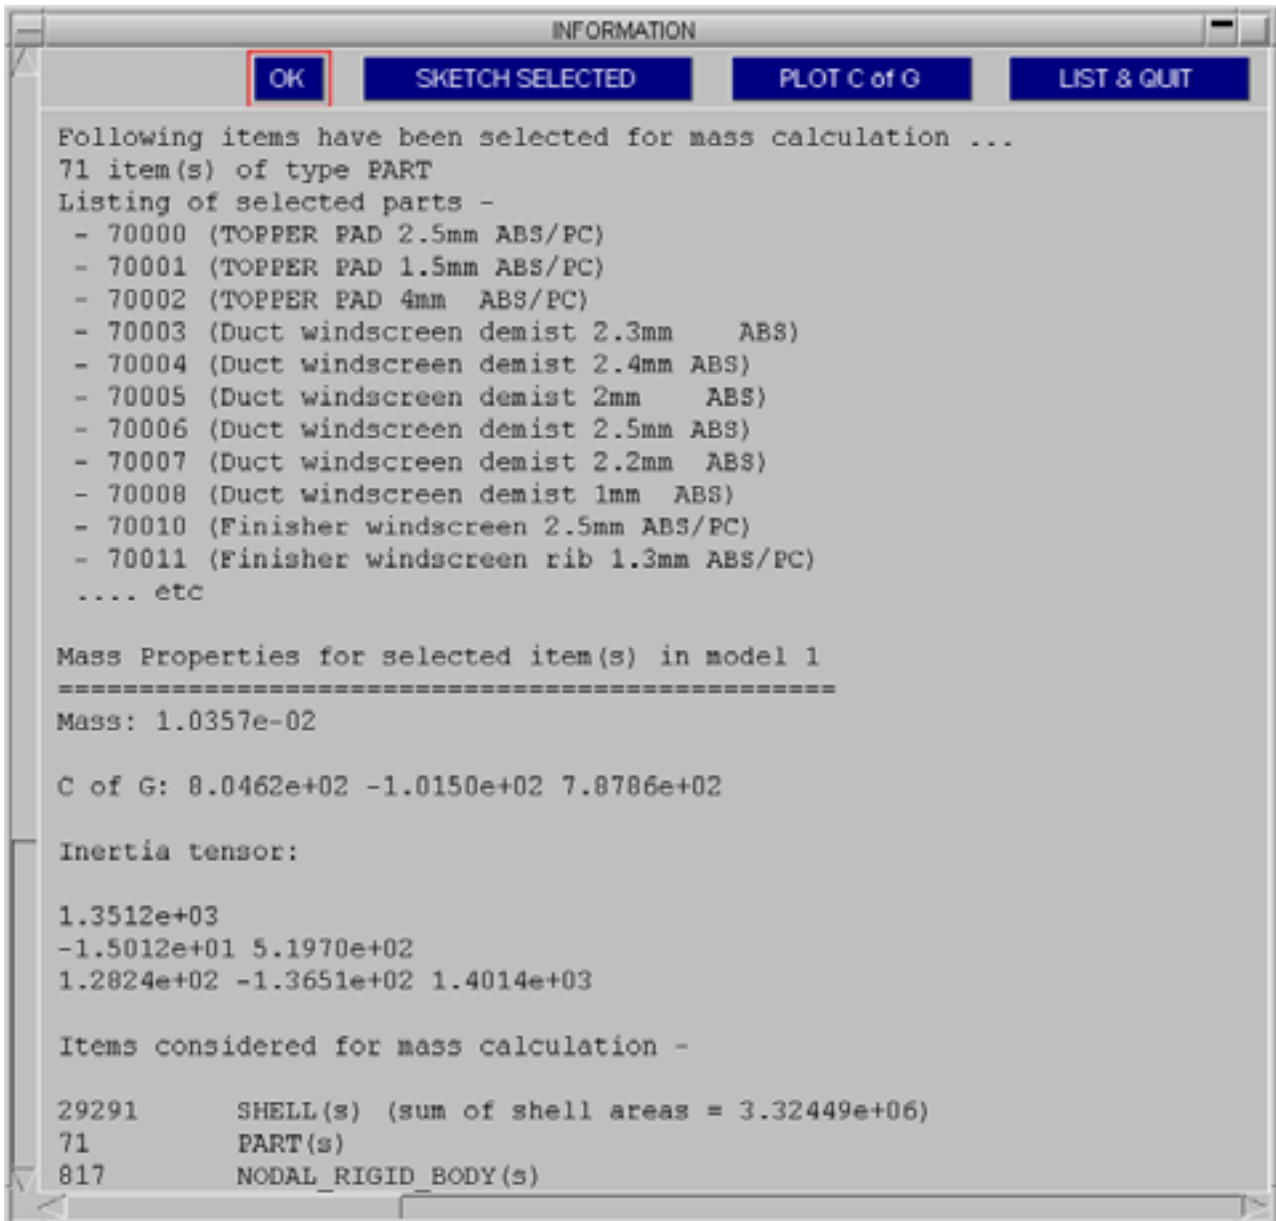 INFORMATION
OK SKETCH SELECTED PLOT C of G LIST & QUIT
Following items have been selected for mass calculation ...
71 item(s) of type PART
Listing of selected parts -
- 70000 (TOPPER PAD 2.5mm ABS/PC)
- 70001 (TOPPER PAD 1.5mm ABS/PC)
- 70002 (TOPPER PAD 4mm  ABS/PC)
- 70003 (Duct windscreen demist 2.3mm    ABS)
- 70004 (Duct windscreen demist 2.4mm ABS)
- 70005 (Duct windscreen demist 2mm    ABS)
- 70006 (Duct windscreen demist 2.5mm ABS)
- 70007 (Duct windscreen demist 2.2mm  ABS)
- 70008 (Duct windscreen demist 1mm  ABS)
- 70010 (Finisher windscreen 2.5mm ABS/PC)
- 70011 (Finisher windscreen rib 1.3mm ABS/PC)
.... etc
Mass Properties for selected item(s) in model 1
================================================
Mass: 1.0357e-02
C of G: 8.0462e+02 -1.0150e+02 7.8786e+02
Inertia tensor:
1.3512e+03
-1.5012e+01 5.1970e+02
1.2824e+02 -1.3651e+02 1.4014e+03
Items considered for mass calculation -
29291      SHELL(s) (sum of shell areas = 3.32449e+06)
71         PART(s)
817        NODAL_RIGID_BODY(s)